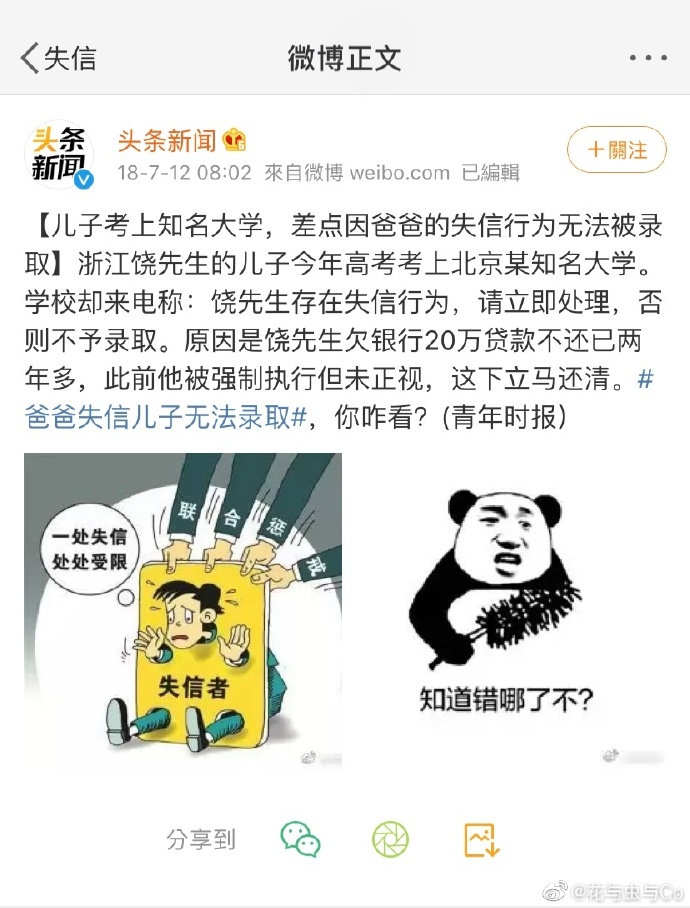 失信
微博正文
头条
新闻
头条新闻
+關注
18-7-12 08:02 來自微博 weibo.com 已編輯
【儿子考上知名大学，差点因爸爸的失信行为无法被录
取】浙江饶先生的儿子今年高考考上北京某知名大学。
学校却来电称：饶先生存在失信行为，请立即处理，否
则不予录取。原因是饶先生欠银行20万贷款不还已两
年多，此前他被强制执行但未正视，这下立马还清。#
爸爸失信儿子无法录取#，你咋看？(青年时报）
联合惩戒
一处失信
处处受限
失信者
知道错哪了不?
分享到
@花与虫与Co